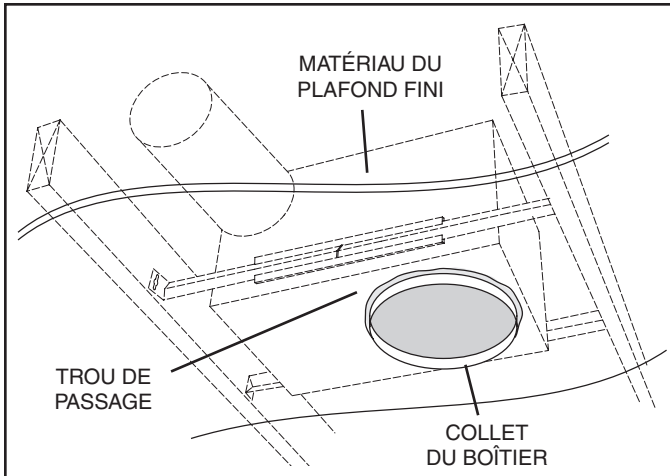 MATÉRIAU DU
PLAFOND FINI
TROU DE
PASSAGE
COLLET
DU BOÎTIER